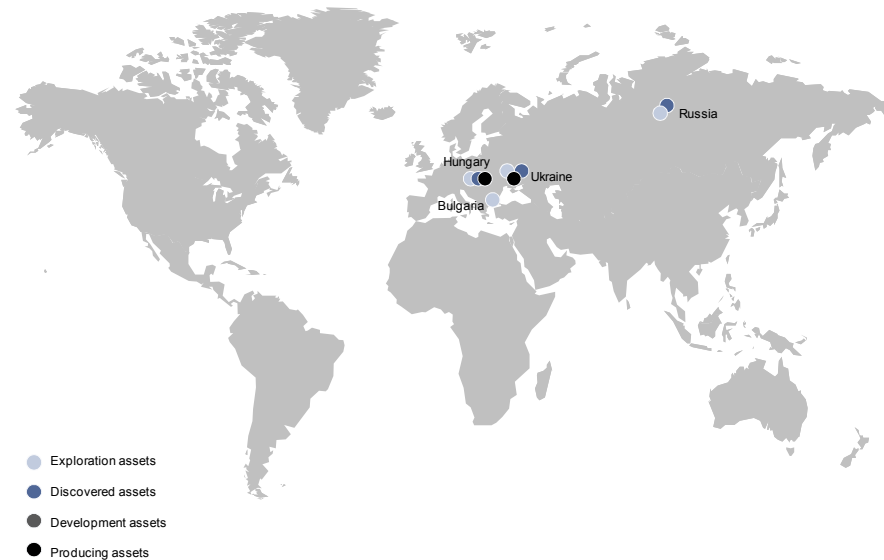 Russia
Hungary
Ukraine
Bulgaria
Exploration assets
Discovered assets
Development assets
Producing assets